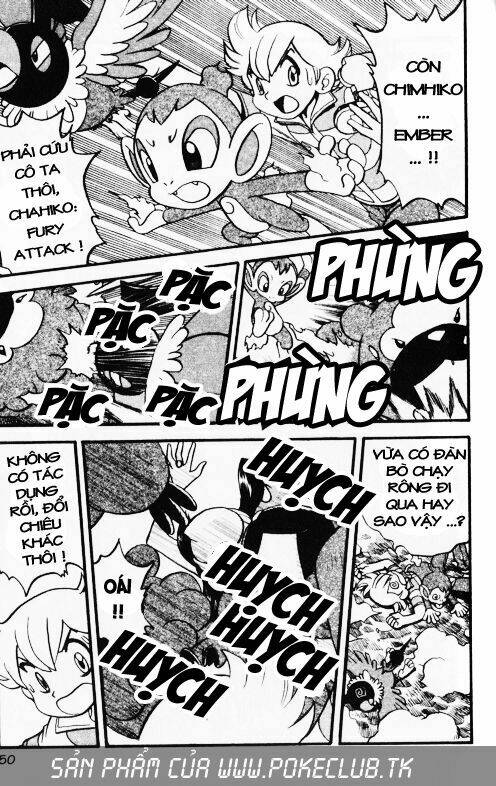 CÒN
CHIMHIKO
...
EMBER
... !!
PHẢI CỨU
CÔ TA
THÔI,
CHAHIKO:
FURY
ATTACK !
PHÙNG
PHÙNG
PẶC
PẶC
PẶC
PẶC
VỪA CÓ ĐÀN
BÒ CHẠY
RÔNG ĐI
QUA HAY
SAO VẬY ...?
HUỴCH
HUỴCH
HUỴCH
HUỴCH
OÁI
!!
KHÔNG
CÓ TÁC
DỤNG
RỒI, ĐỔI
CHIÊU
KHÁC
THÔI !
50
SẢN PHẨM CỦA WWW.POKECLUB.TK